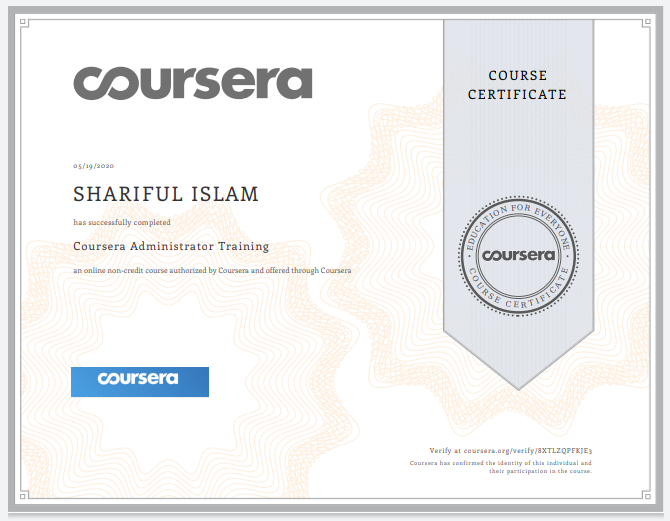 coursera
COURSE
CERTIFICATE
05/19/2020
SHARIFUL ISLAM
has successfully completed
Coursera Administrator Training
an online non-credit course authorized by Coursera and offered through Coursera
EDUCATION FOR EVERYONE
coursera
COURSE CERTIFICATE
coursera
Verify at coursera.org/verify/8XTLZQPFKJE3
Coursera has confirmed the identity of this individual and
their participation in the course.